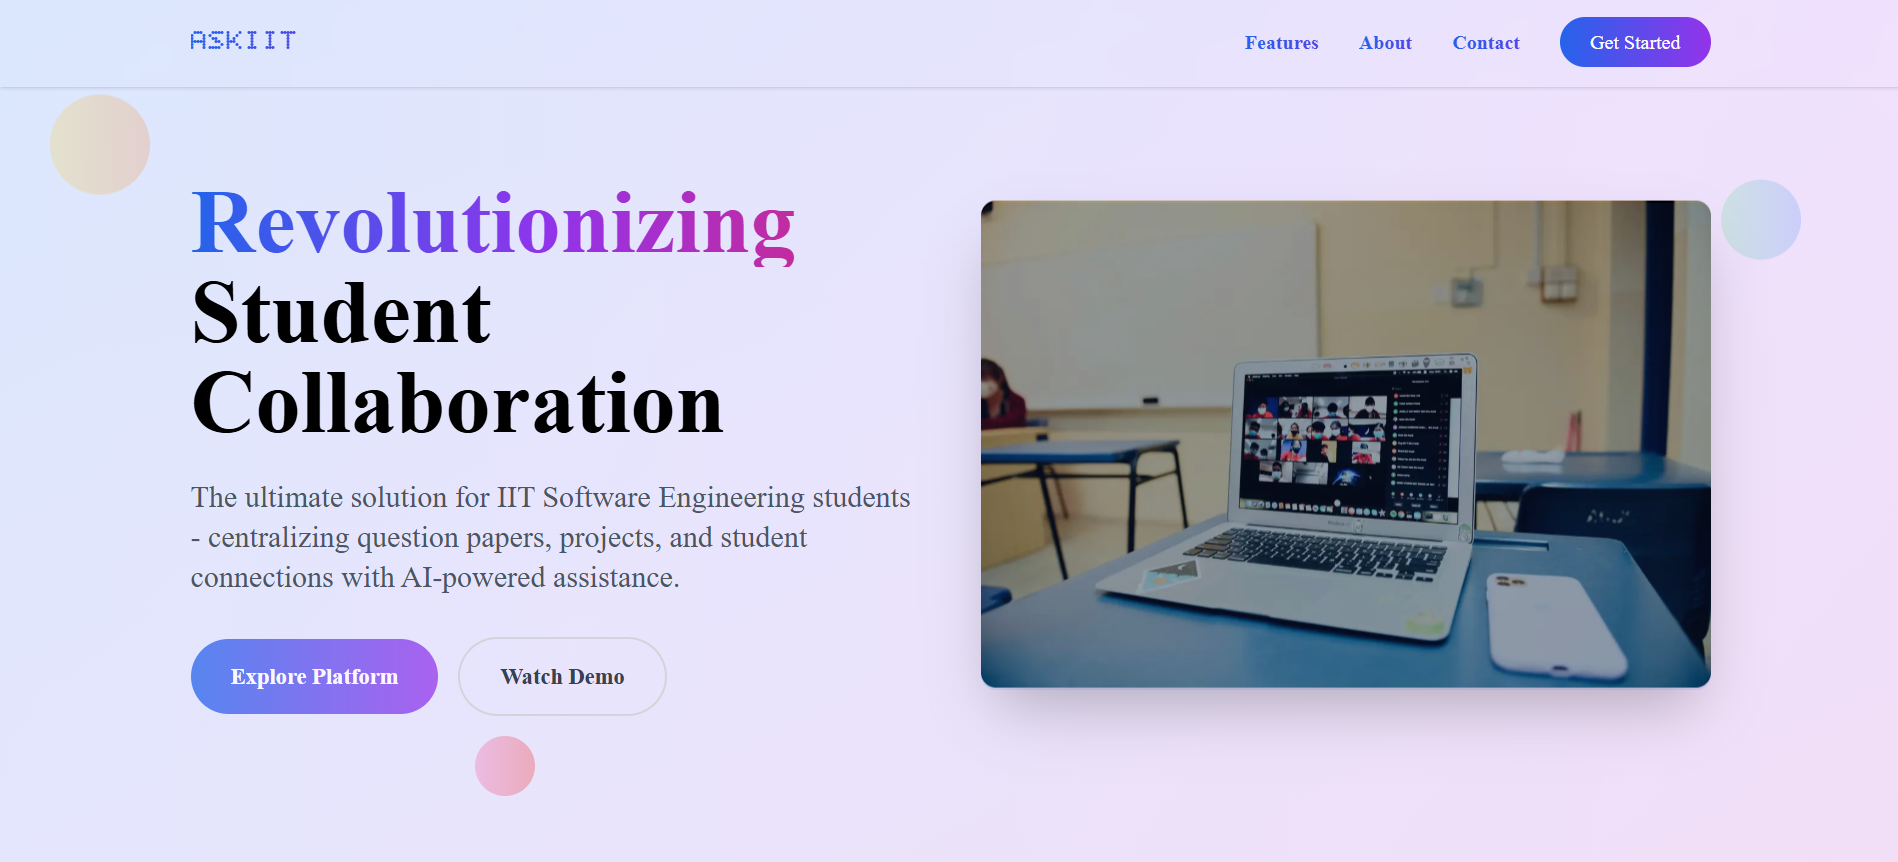 ASKIIT
Features
About
Contact
Get Started
Revolutionizing
Student
Collaboration
The ultimate solution for IIT Software Engineering students
- centralizing question papers, projects, and student
connections with AI-powered assistance.
Explore Platform
Watch Demo